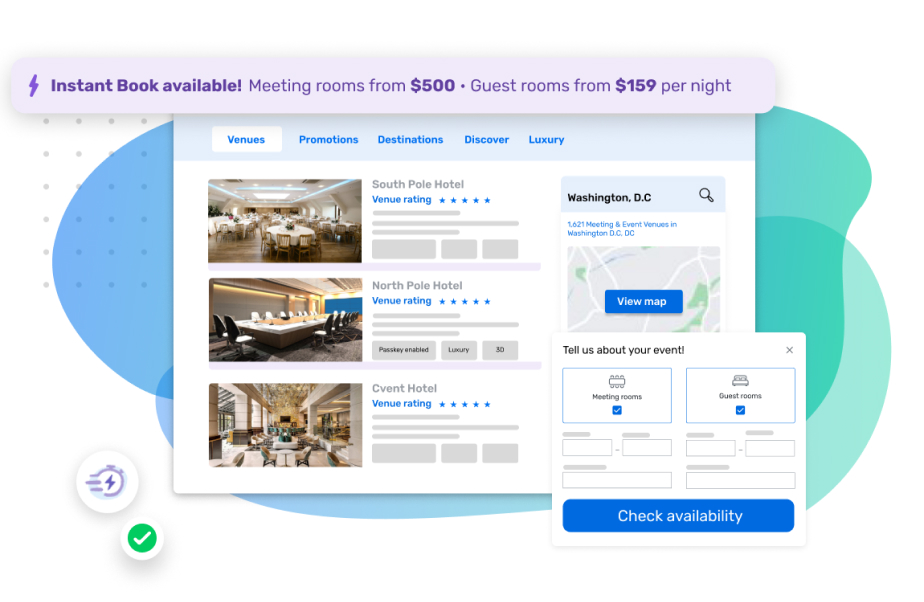 Instant Book available! Meeting rooms from $500 · Guest rooms from $159 per night
Venues
Promotions
Destinations
Discover
Luxury
South Pole Hotel
Venue rating
North Pole Hotel
Venue rating
Passkey enabled
Luxury
3D
Cvent Hotel
Venue rating
Washington, D.C
1,621 Meeting & Event Venues in
Washington D.C, DC
View map
Tell us about your event!
Meeting rooms
Guest rooms
Check availability